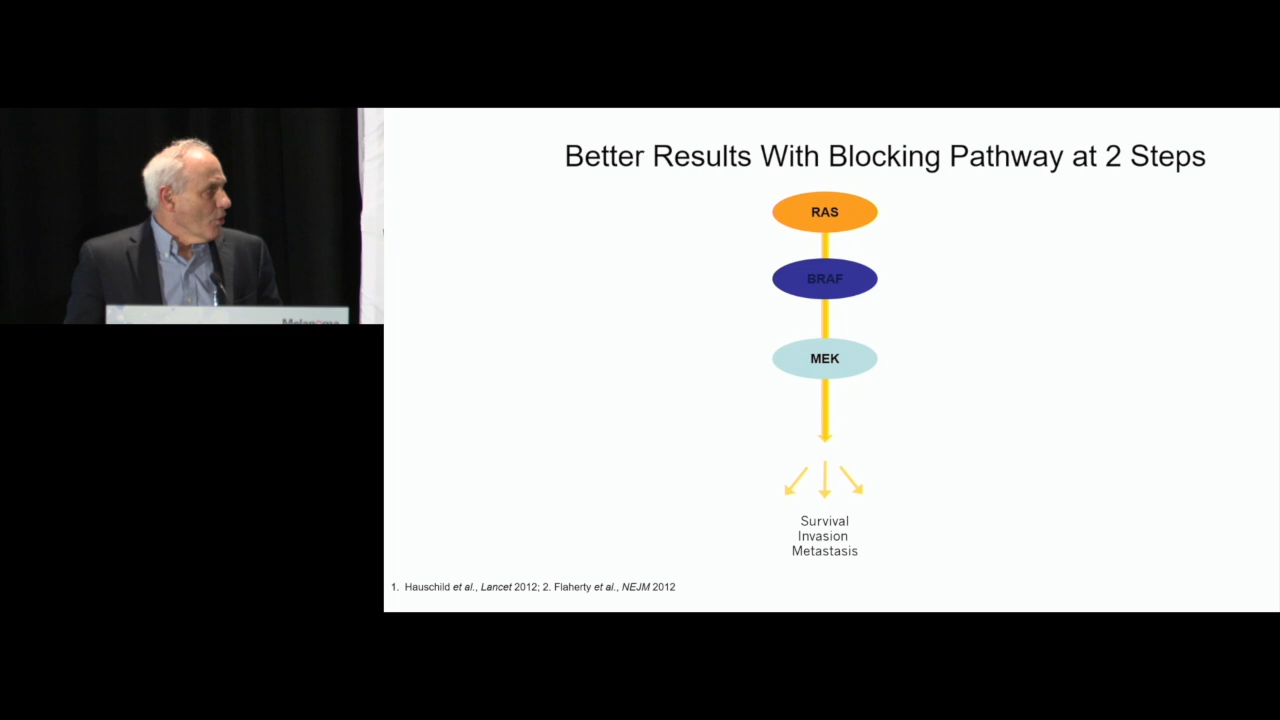 Better Results With Blocking Pathway at 2 Steps
RAS
BRAF
MEK
Survival
Invasion
Metastasis
1. Hauschild et al., Lancet 2012; 2. Flaherty et al., NEJM 2012
Melanoma